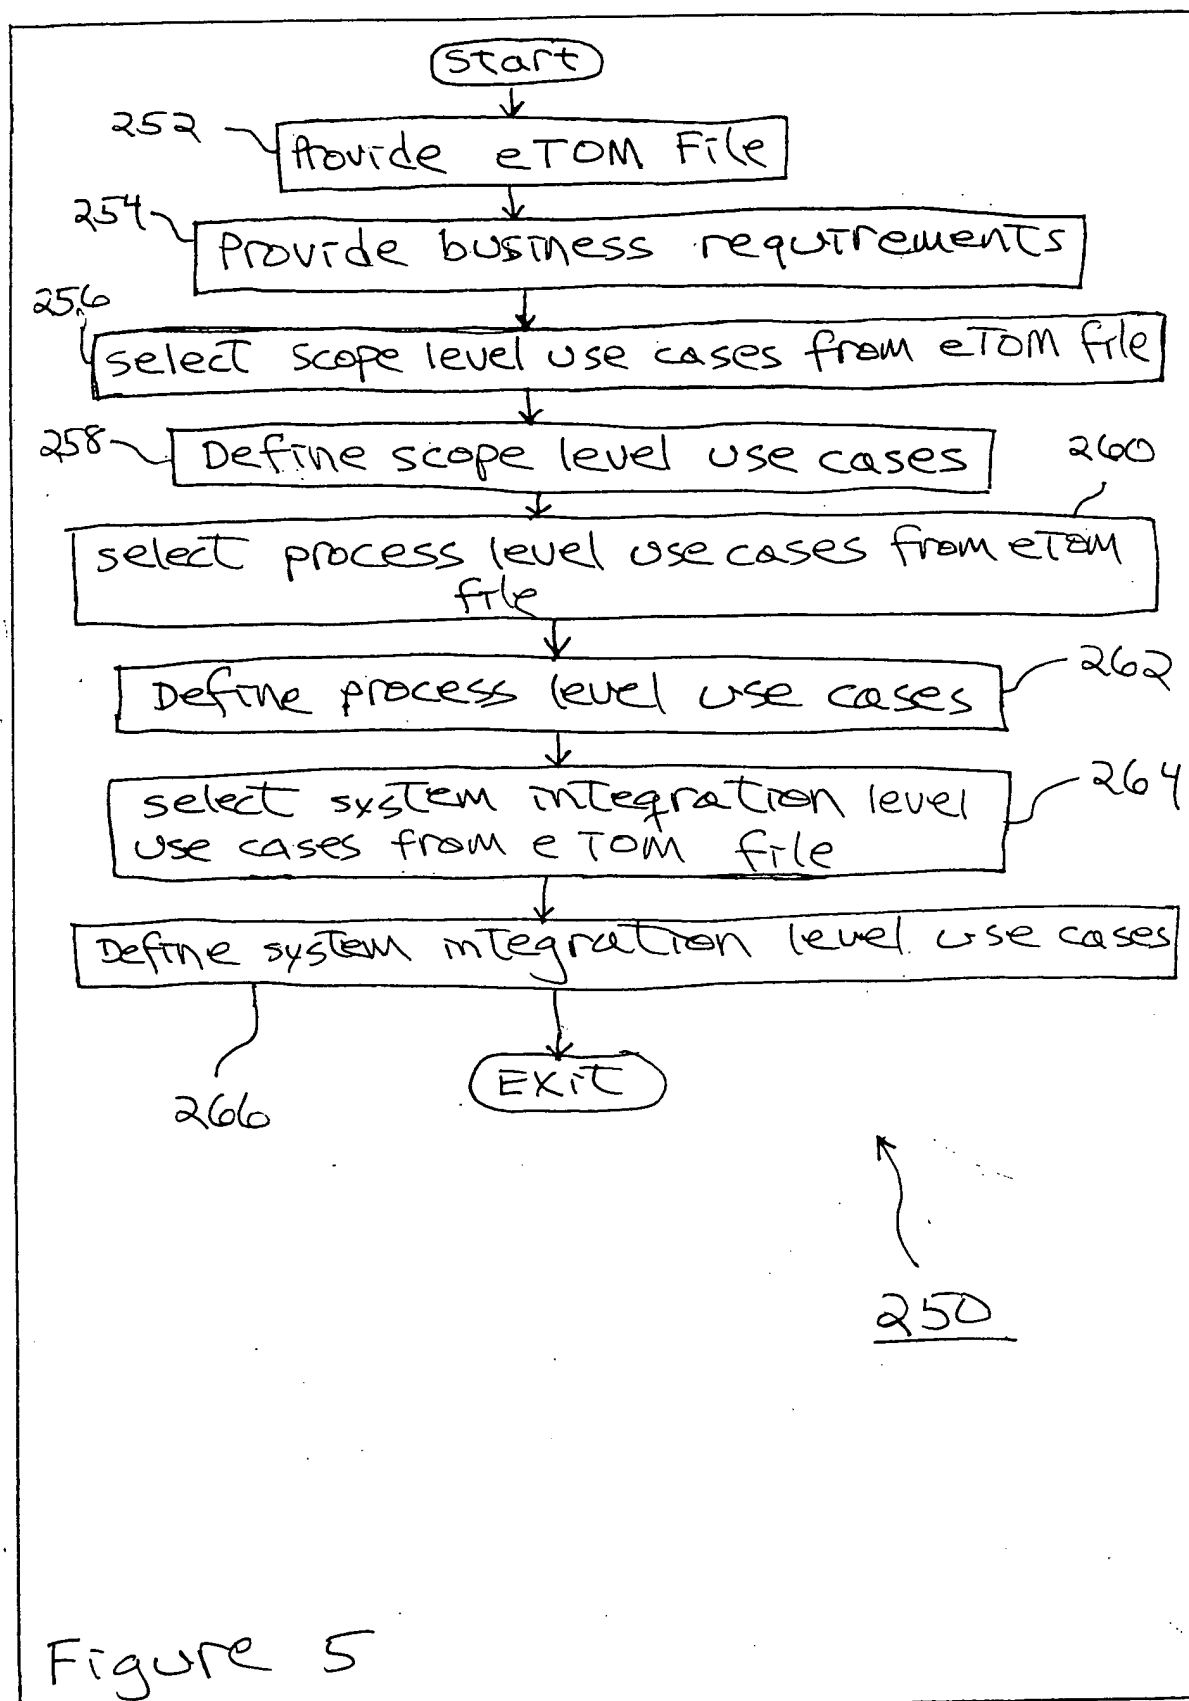 Start
252
Provide eTOM File
254
Provide business requirements
256
select scope level use cases from eTOM file
258
Define scope level use cases
260
select process level use cases from eTOM
file
Define process level use cases
262
select system integration level
use cases from eTOM file
264
Define system integration level use cases
266
EXIT
250
Figure 5